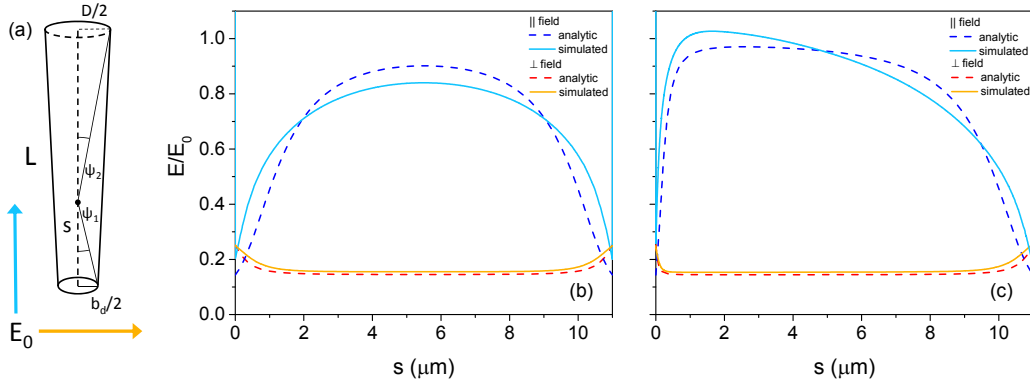 (a)
D/2
L
ψ2
ψ1
s
bd/2
E0
E/E0
1.0
0.8
0.6
0.4
0.2
0.0
|| field
analytic
simulated
⊥ field
analytic
simulated
(b)
0 2 4 6 8 10
s (μm)
|| field
analytic
simulated
⊥ field
analytic
simulated
(c)
0 2 4 6 8 10
s (μm)